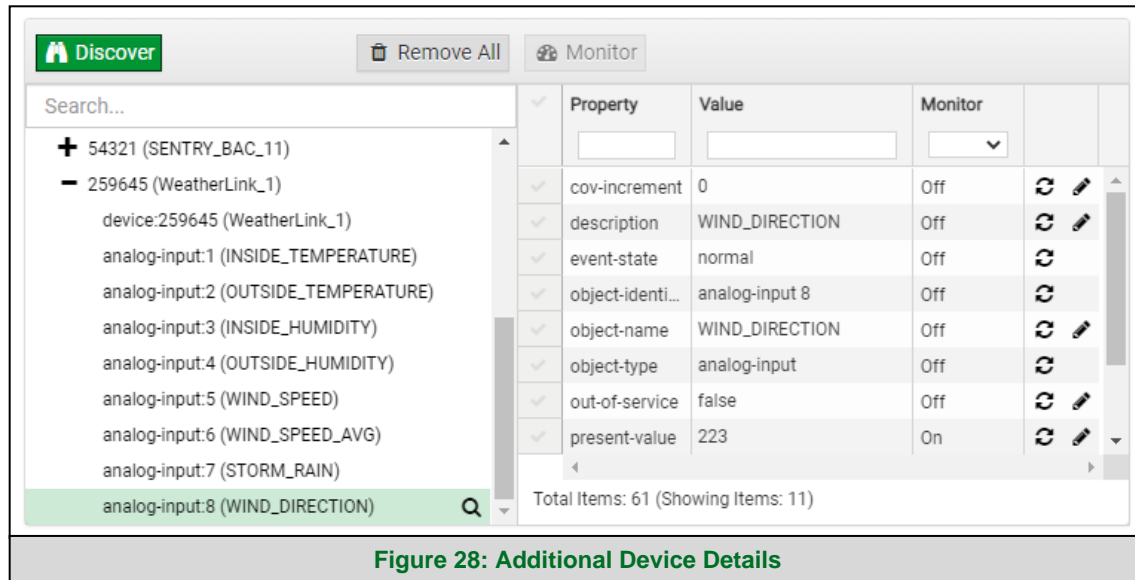 Discover Remove All Monitor
Search...
54321 (SENTRY_BAC_11)
259645 (WeatherLink_1)
device:259645 (WeatherLink_1)
analog-input:1 (INSIDE_TEMPERATURE)
analog-input:2 (OUTSIDE_TEMPERATURE)
analog-input:3 (INSIDE_HUMIDITY)
analog-input:4 (OUTSIDE_HUMIDITY)
analog-input:5 (WIND_SPEED)
analog-input:6 (WIND_SPEED_AVG)
analog-input:7 (STORM_RAIN)
analog-input:8 (WIND_DIRECTION)
Property Value Monitor
cov-increment 0 Off
description WIND_DIRECTION Off
event-state normal Off
object-identi... analog-input 8 Off
object-name WIND_DIRECTION Off
object-type analog-input Off
out-of-service false Off
present-value 223 On
Total Items: 61 (Showing Items: 11)
Figure 28: Additional Device Details